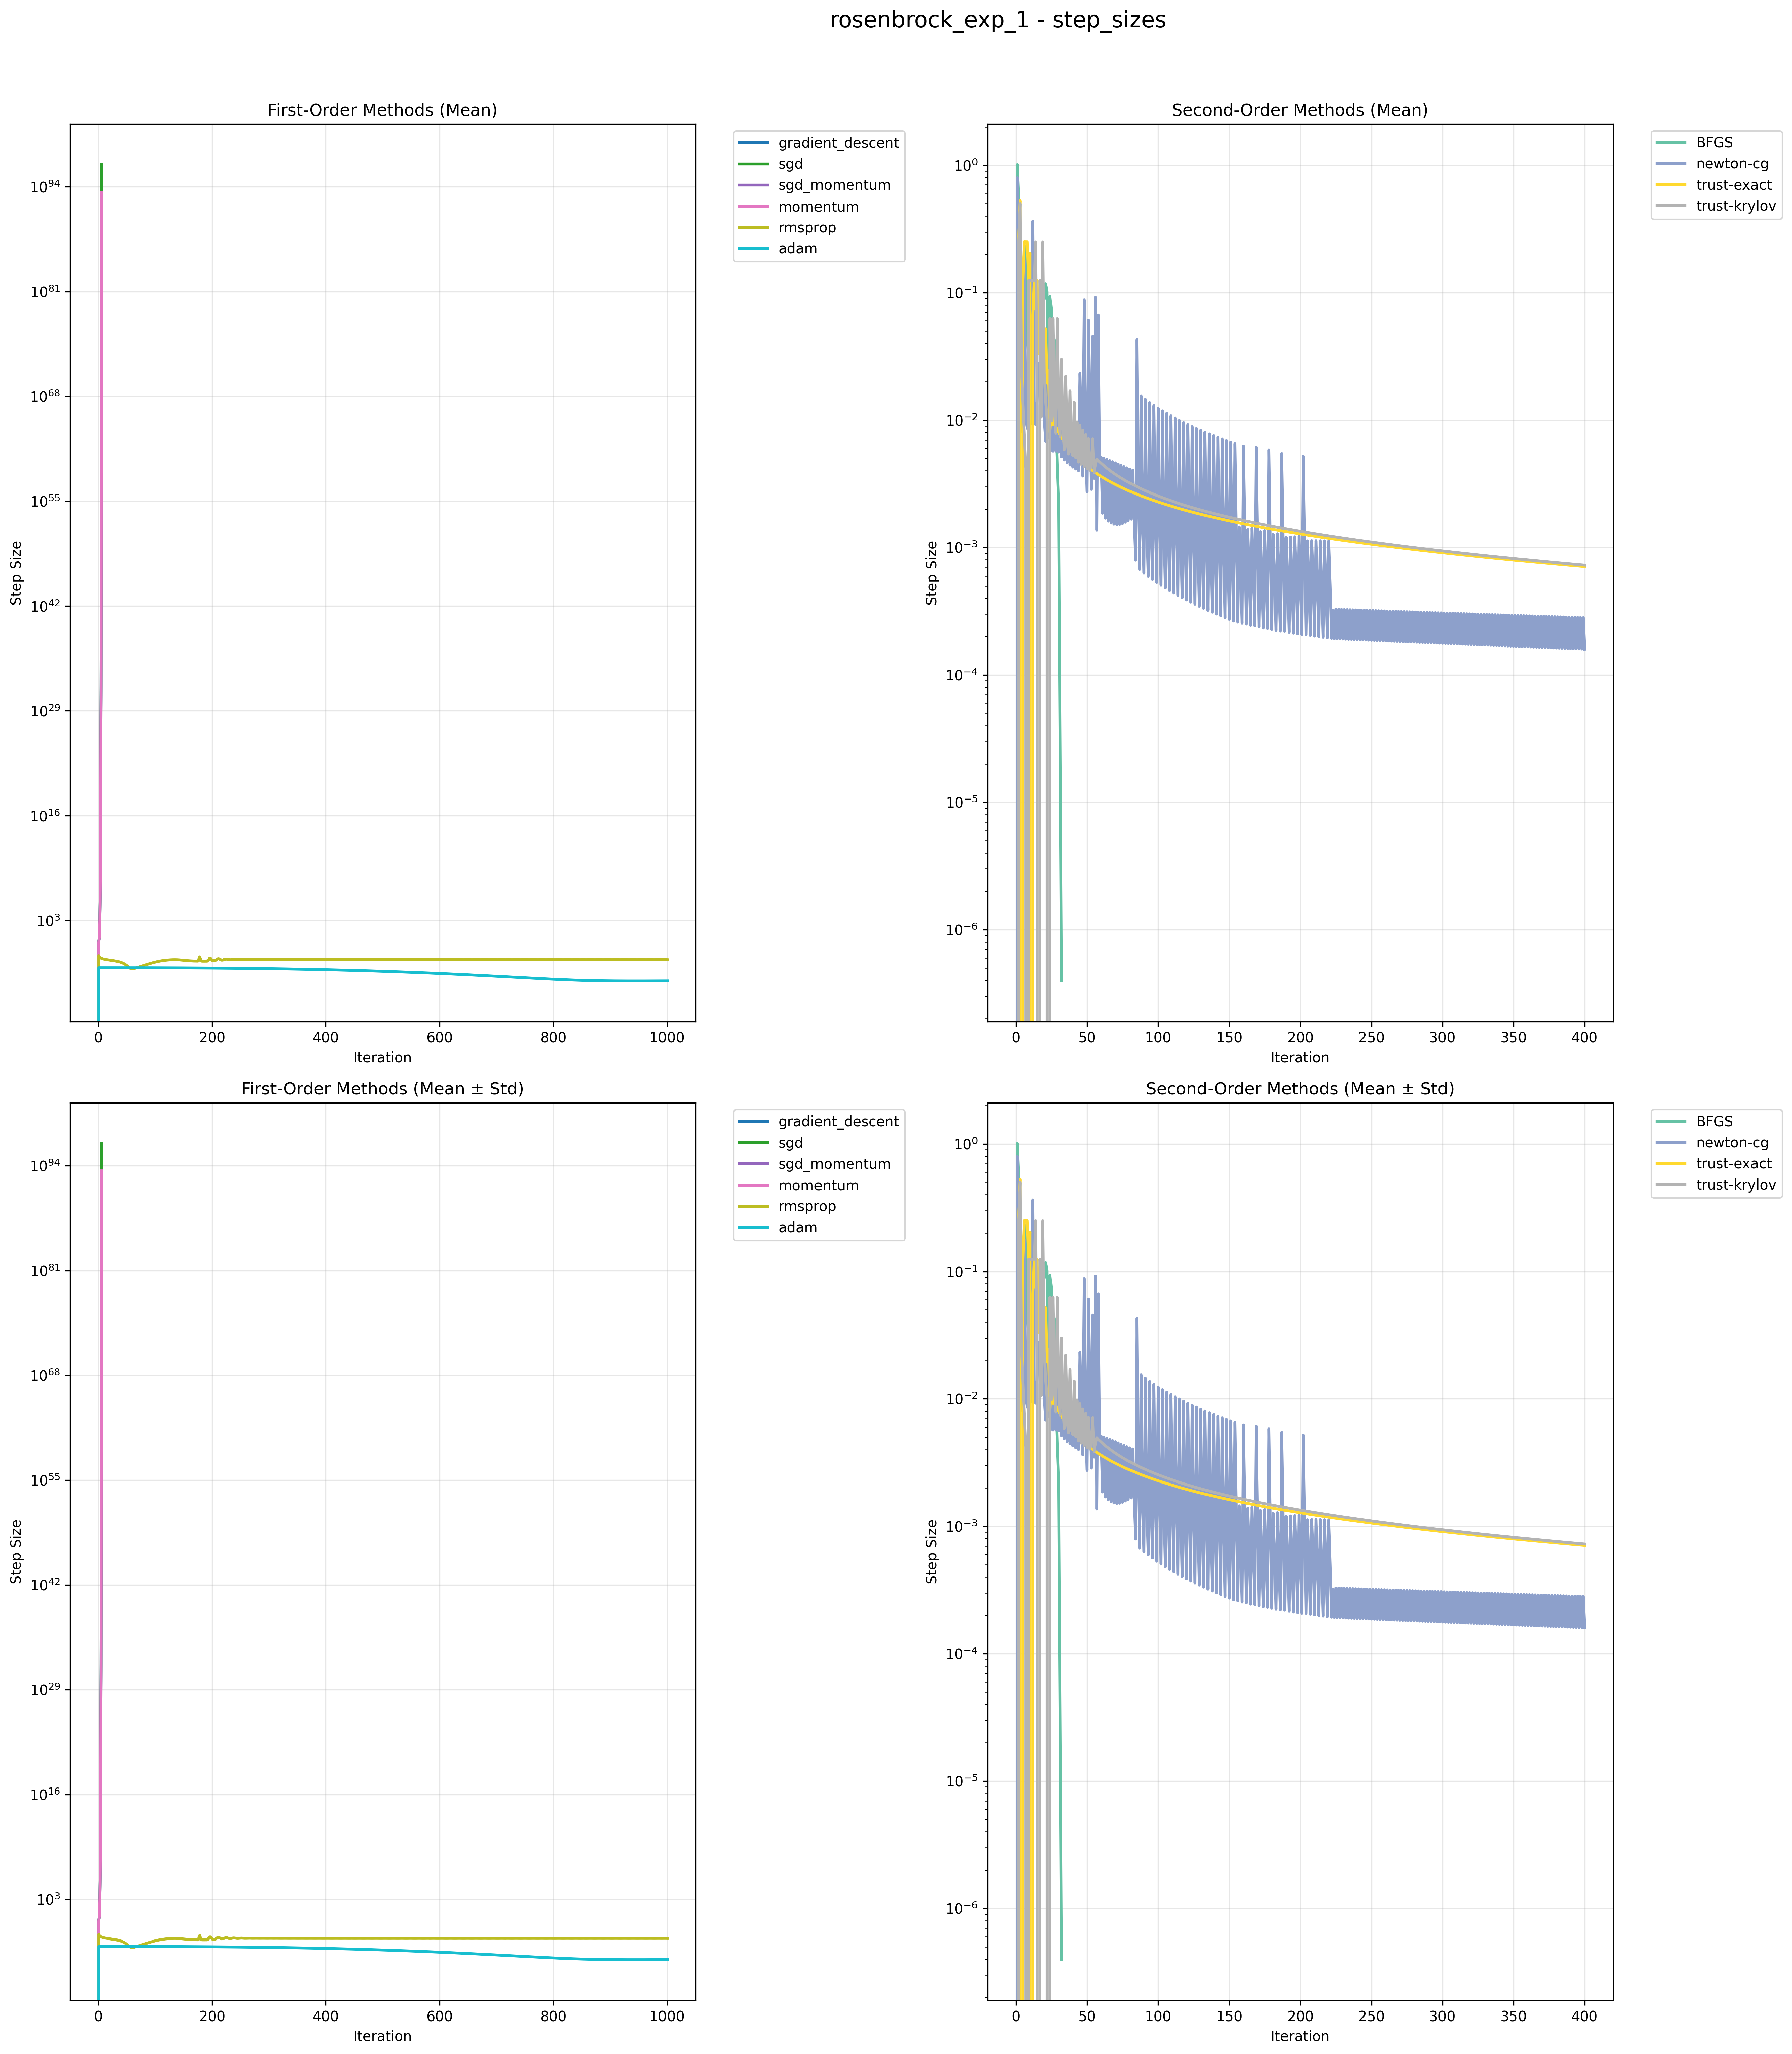 rosenbrock_exp_1 - step_sizes
First-Order Methods (Mean)
Step Size
10^94
10^81
10^68
10^55
10^42
10^29
10^16
10^3
0 200 400 600 800 1000
Iteration
gradient_descent
sgd
sgd_momentum
momentum
rmsprop
adam
Second-Order Methods (Mean)
Step Size
10^0
10^−1
10^−2
10^−3
10^−4
10^−5
10^−6
0 50 100 150 200 250 300 350 400
Iteration
BFGS
newton-cg
trust-exact
trust-krylov
First-Order Methods (Mean ± Std)
Step Size
10^94
10^81
10^68
10^55
10^42
10^29
10^16
10^3
0 200 400 600 800 1000
Iteration
gradient_descent
sgd
sgd_momentum
momentum
rmsprop
adam
Second-Order Methods (Mean ± Std)
Step Size
10^0
10^−1
10^−2
10^−3
10^−4
10^−5
10^−6
0 50 100 150 200 250 300 350 400
Iteration
BFGS
newton-cg
trust-exact
trust-krylov